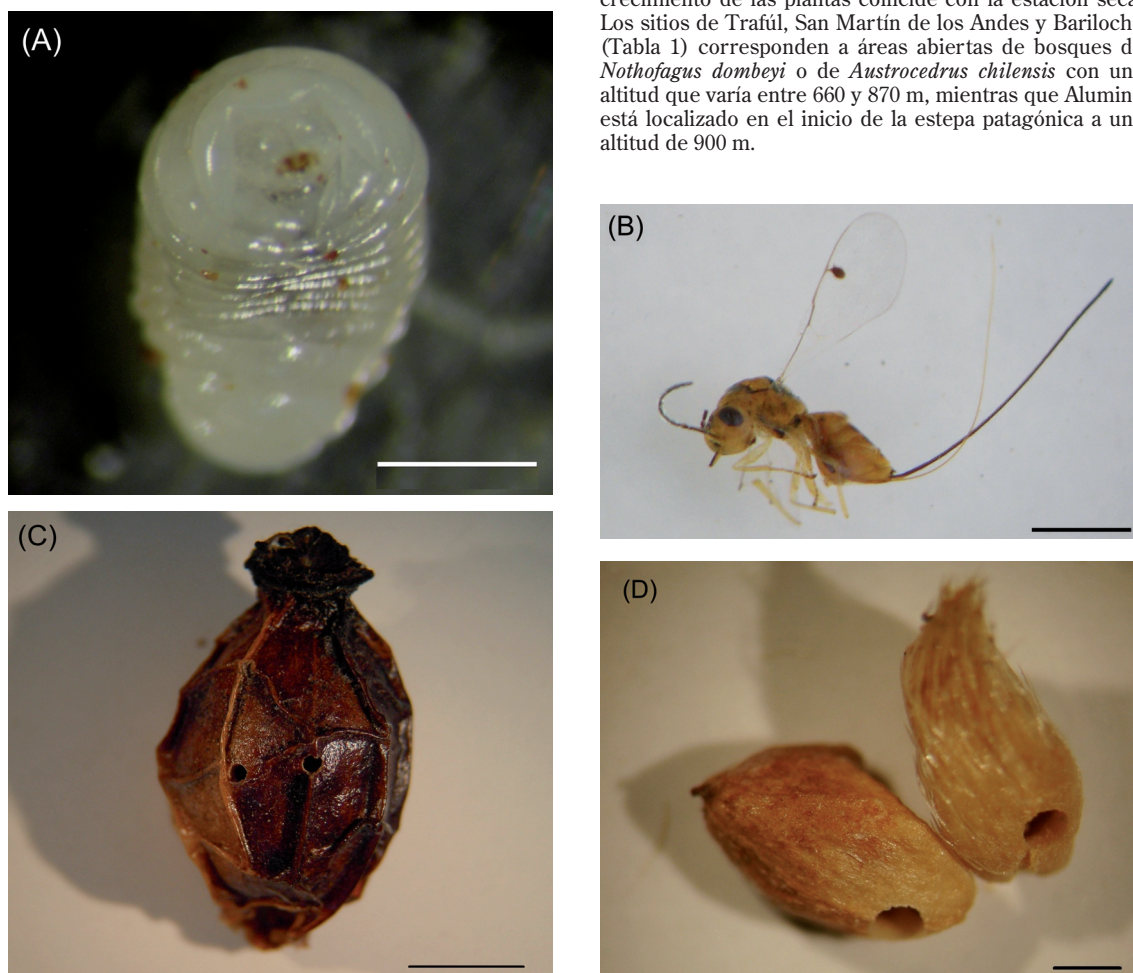 (A)
crecimiento de las plantas coincide con la estación seca
Los sitios de Trafúl, San Martín de los Andes y Bariloch
(Tabla 1) corresponden a áreas abiertas de bosques d
Nothofagus dombeyi o de Austrocedrus chilensis con un
altitud que varía entre 660 y 870 m, mientras que Alumin
está localizado en el inicio de la estepa patagónica a un
altitud de 900 m.
(B)
(C)
(D)